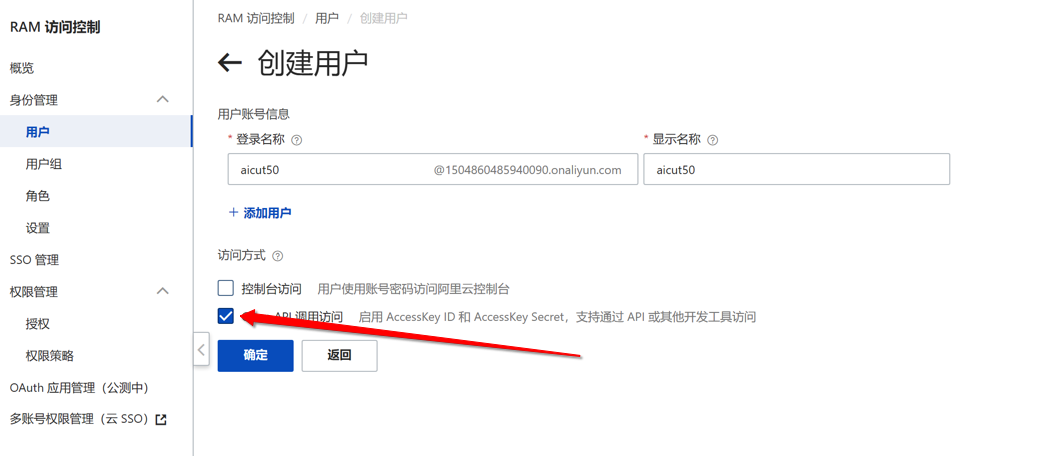 RAM 访问控制
概览
身份管理
用户
用户组
角色
设置
SSO 管理
权限管理
授权
权限策略
OAuth 应用管理（公测中）
多账号权限管理（云 SSO）
RAM 访问控制 / 用户 / 创建用户
← 创建用户
用户账号信息
* 登录名称 ?
* 显示名称 ?
aicut50 @1504860485940090.onaliyun.com
aicut50
+ 添加用户
访问方式 ?
控制台访问 用户使用账号密码访问阿里云控制台
API 调用访问 启用 AccessKey ID 和 AccessKey Secret，支持通过 API 或其他开发工具访问
确定
返回